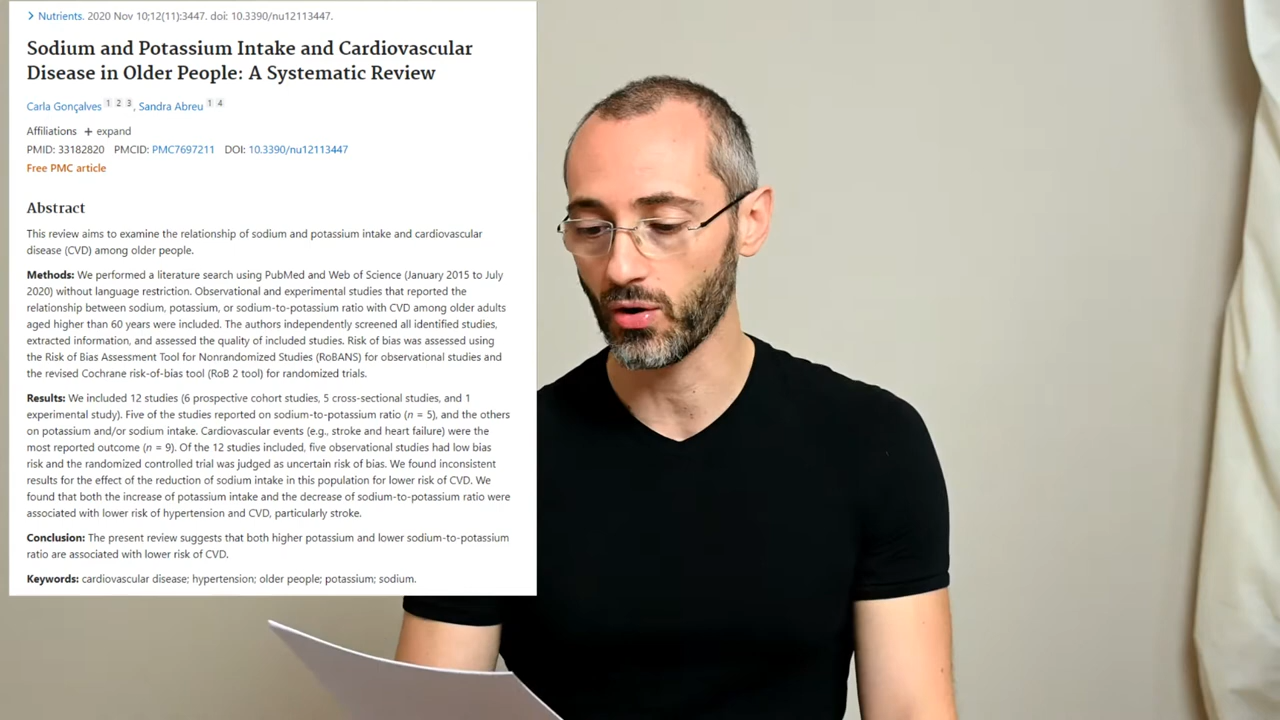 > Nutrients. 2020 Nov 10;12(11):3447. doi: 10.3390/nu12113447.
Sodium and Potassium Intake and Cardiovascular
Disease in Older People: A Systematic Review
Carla Gonçalves 1 2 3, Sandra Abreu 1 4
Affiliations + expand
PMID: 33182820 PMCID: PMC7697211 DOI: 10.3390/nu12113447
Free PMC article
Abstract
This review aims to examine the relationship of sodium and potassium intake and cardiovascular
disease (CVD) among older people.
Methods: We performed a literature search using PubMed and Web of Science (January 2015 to July
2020) without language restriction. Observational and experimental studies that reported the
relationship between sodium, potassium, or sodium-to-potassium ratio with CVD among older adults
aged higher than 60 years were included. The authors independently screened all identified studies,
extracted information, and assessed the quality of included studies. Risk of bias was assessed using
the Risk of Bias Assessment Tool for Nonrandomized Studies (RoBANS) for observational studies and
the revised Cochrane risk-of-bias tool (RoB 2 tool) for randomized trials.
Results: We included 12 studies (6 prospective cohort studies, 5 cross-sectional studies, and 1
experimental study). Five of the studies reported on sodium-to-potassium ratio (n = 5), and the others
on potassium and/or sodium intake. Cardiovascular events (e.g., stroke and heart failure) were the
most reported outcome (n = 9). Of the 12 studies included, five observational studies had low bias
risk and the randomized controlled trial was judged as uncertain risk of bias. We found inconsistent
results for the effect of the reduction of sodium intake in this population for lower risk of CVD. We
found that both the increase of potassium intake and the decrease of sodium-to-potassium ratio were
associated with lower risk of hypertension and CVD, particularly stroke.
Conclusion: The present review suggests that both higher potassium and lower sodium-to-potassium
ratio are associated with lower risk of CVD.
Keywords: cardiovascular disease; hypertension; older people; potassium; sodium.